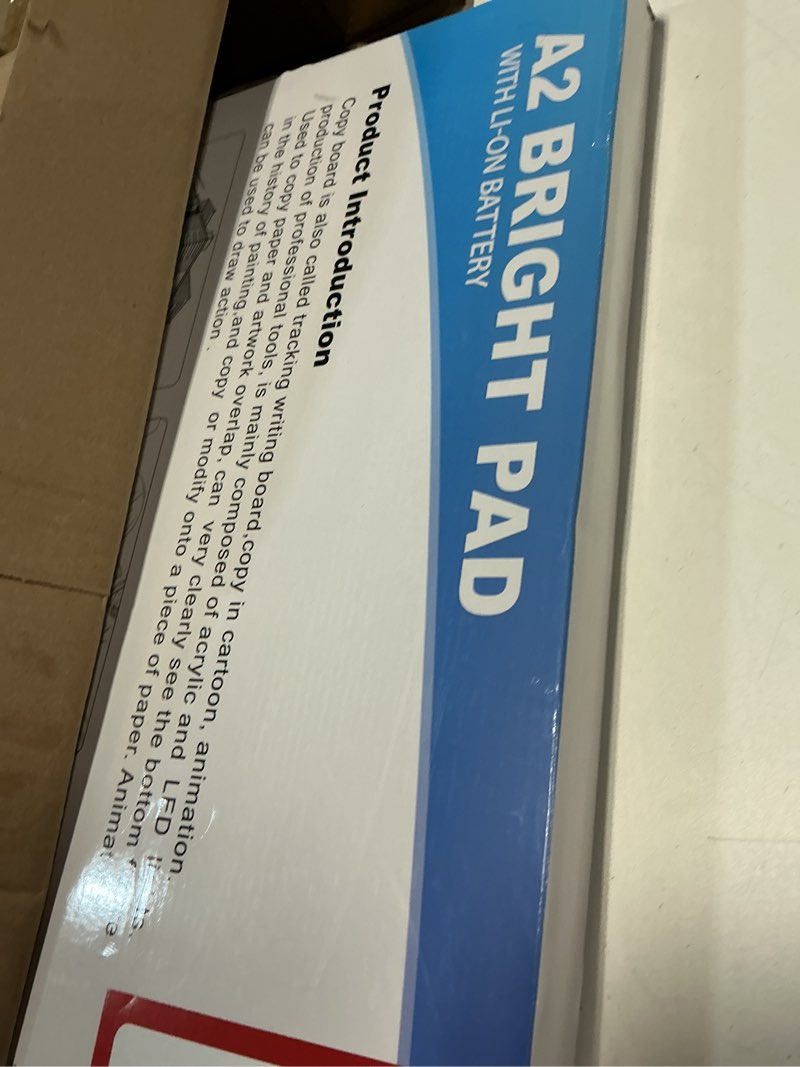 A2 BRIGHT PAD
WITH LI-ON BATTERY
Product Introduction
Copy board is also called tracking writing board,copy in cartoon, animation.
production of professional tools, is mainly composed of acrylic and LED
Used to copy paper and artwork overlap, can very clearly see the bottom
in the history of painting,and copy or modify onto a piece of paper.
can be used to draw action .